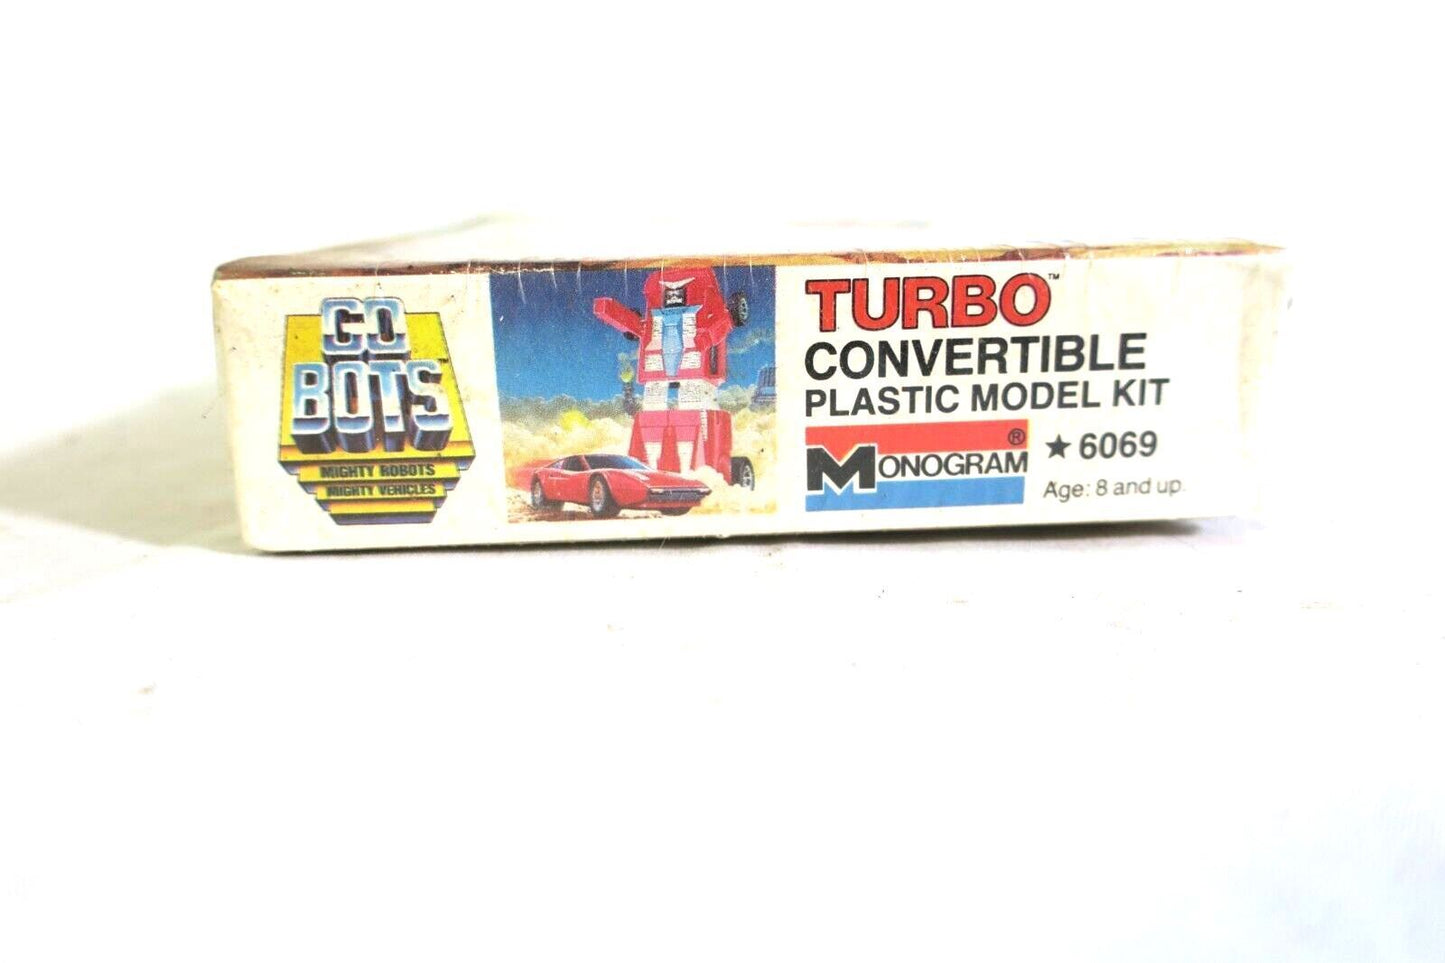 GO
BOTS
MIGHTY ROBOTS
MIGHTY VEHICLES
TURBO™
CONVERTIBLE
PLASTIC MODEL KIT
MONOGRAM®
★6069
Age: 8 and up.